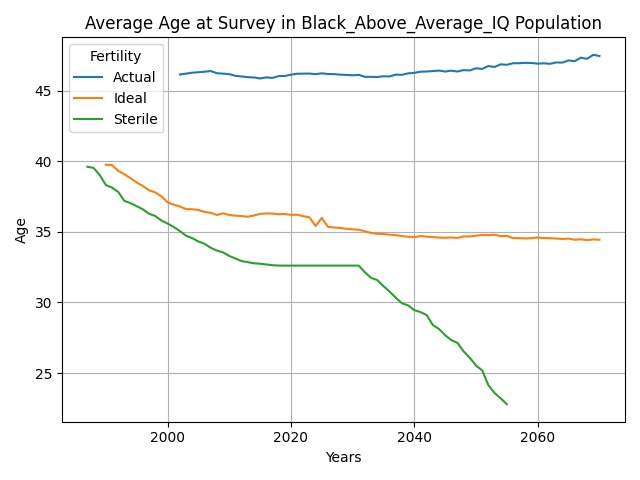 Average Age at Survey in Black_Above_Average_IQ Population
Fertility
Actual
Ideal
Sterile
45
40
35
30
25
Age
2000
2020
2040
2060
Years